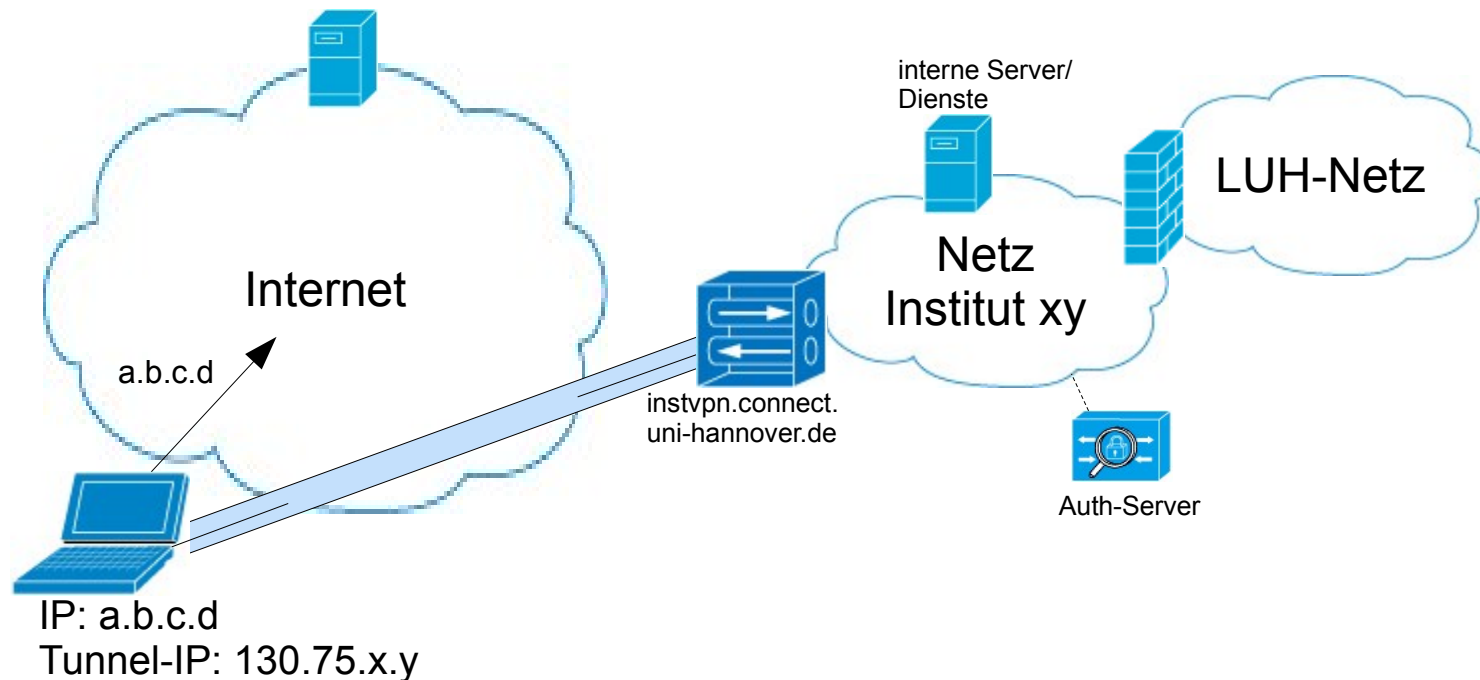 interne Server/
Dienste
LUH-Netz
Netz
Institut xy
Internet
a.b.c.d
instvpn.connect.
uni-hannover.de
Auth-Server
IP: a.b.c.d
Tunnel-IP: 130.75.x.y